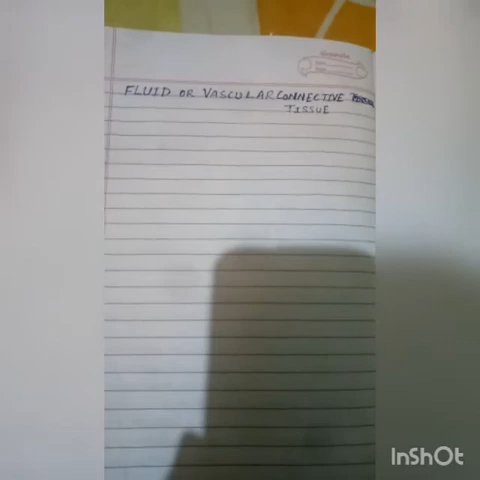 FLUID OR VASCULAR CONNECTIVE
TISSUE
InShOt